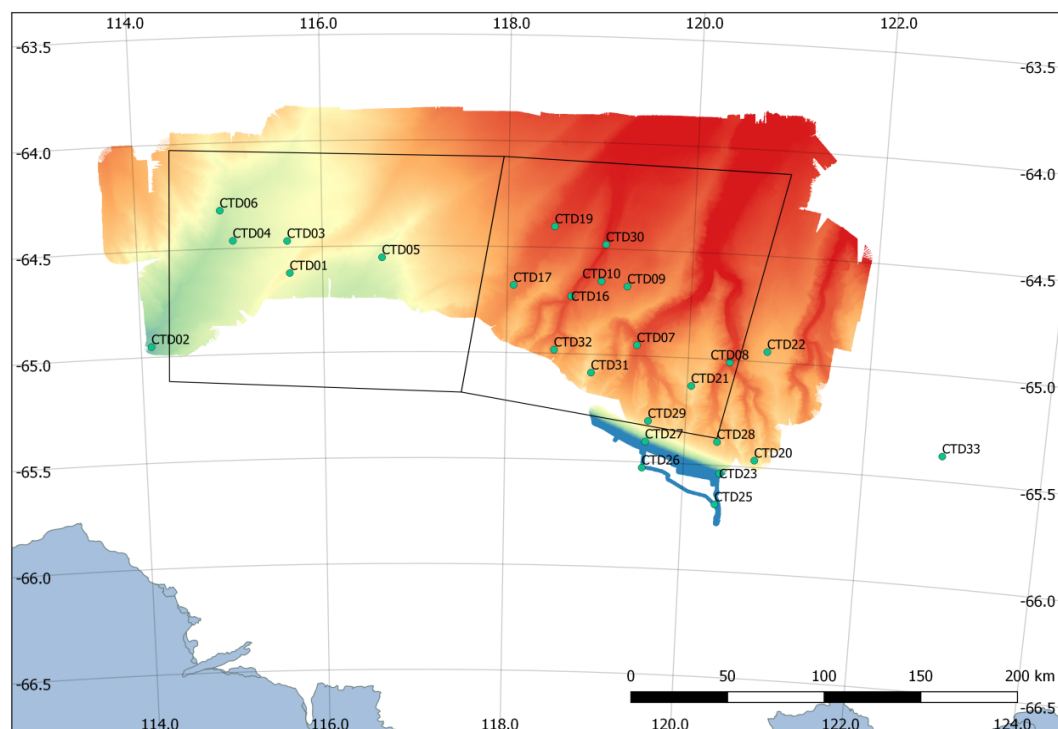 114.0 116.0 118.0 120.0 122.0
-63.5 -63.5
-64.0 -64.0
CTD06
CTD19
CTD04 CTD03 CTD30
CTD05
-64.5 -64.5
CTD01 CTD10 CTD09
CTD17
CTD16
CTD02 CTD32 CTD07 CTD22
CTD08
-65.0 -65.0
CTD31
CTD21
CTD29
CTD27 CTD28
CTD26 CTD20 CTD33
-65.5 CTD23 -65.5
CTD25
-66.0 -66.0
0 50 100 150 200 km
-66.5 -66.5
114.0 116.0 118.0 120.0 122.0 124.0